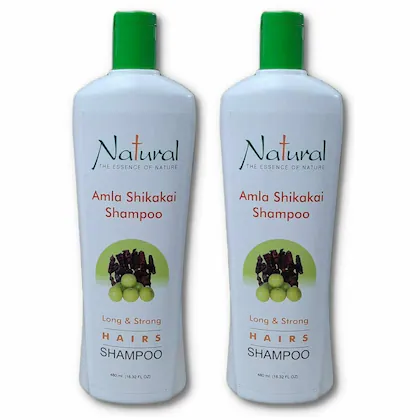 Natural
THE ESSENCE OF NATURE
Amla Shikakai
Shampoo
Long & Strong
HAIRS
SHAMPOO
Natural
THE ESSENCE OF NATURE
Amla Shikakai
Shampoo
Long & Strong
HAIRS
SHAMPOO